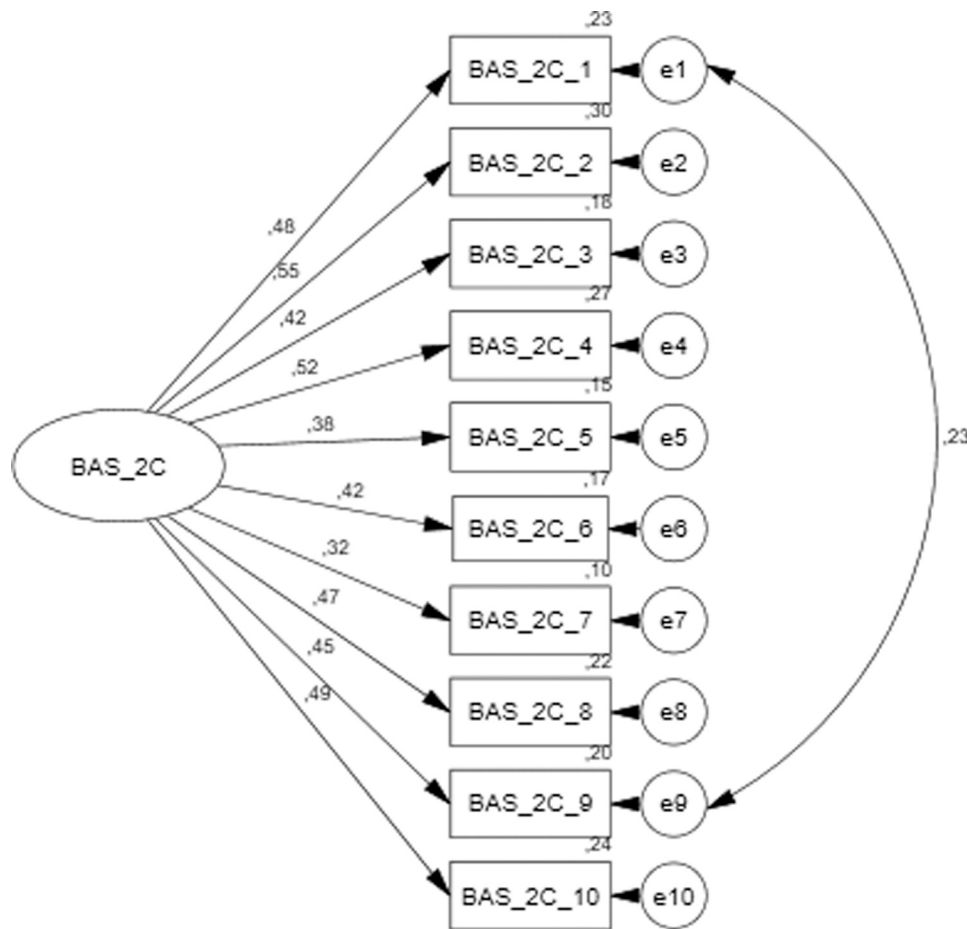 ,23
BAS_2C_1 e1
,30
BAS_2C_2 e2
,18
,48
BAS_2C_3 e3
,55
,27
,42
BAS_2C_4 e4
,52
,15
,38
BAS_2C_5 e5
,23
BAS_2C
,17
,42
BAS_2C_6 e6
,32
,10
,47
BAS_2C_7 e7
,45
,22
,49
BAS_2C_8 e8
,20
BAS_2C_9 e9
,24
BAS_2C_10 e10